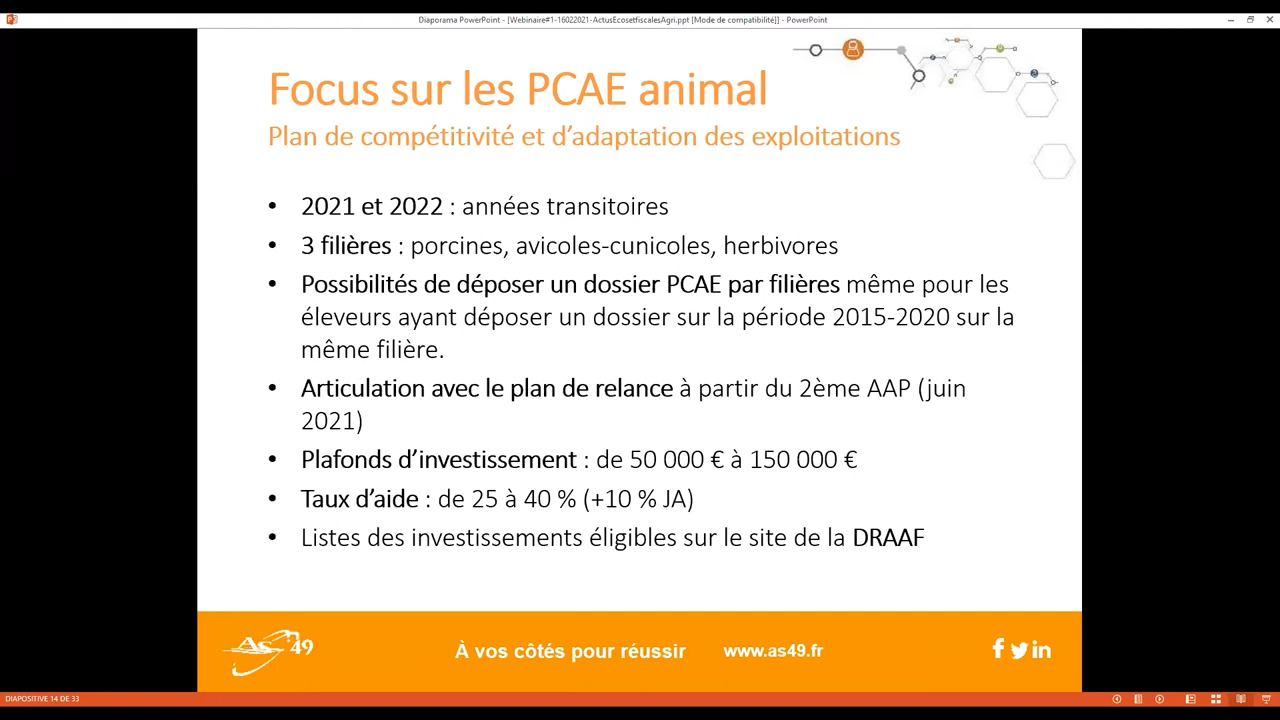 Diaporama PowerPoint - [Webinaire#1-16022021-ActusEcosetfiscalesAgri.ppt [Mode de compatibilité]] - PowerPoint
Focus sur les PCAE animal
Plan de compétitivité et d’adaptation des exploitations
• 2021 et 2022 : années transitoires
• 3 filières : porcines, avicoles-cunicoles, herbivores
• Possibilités de déposer un dossier PCAE par filières même pour les
éleveurs ayant déposer un dossier sur la période 2015-2020 sur la
même filière.
• Articulation avec le plan de relance à partir du 2ème AAP (juin
2021)
• Plafonds d’investissement : de 50 000 € à 150 000 €
• Taux d’aide : de 25 à 40 % (+10 % JA)
• Listes des investissements éligibles sur le site de la DRAAF
As 49
À vos côtés pour réussir
www.as49.fr
DIAPOSITIVE 14 DE 33